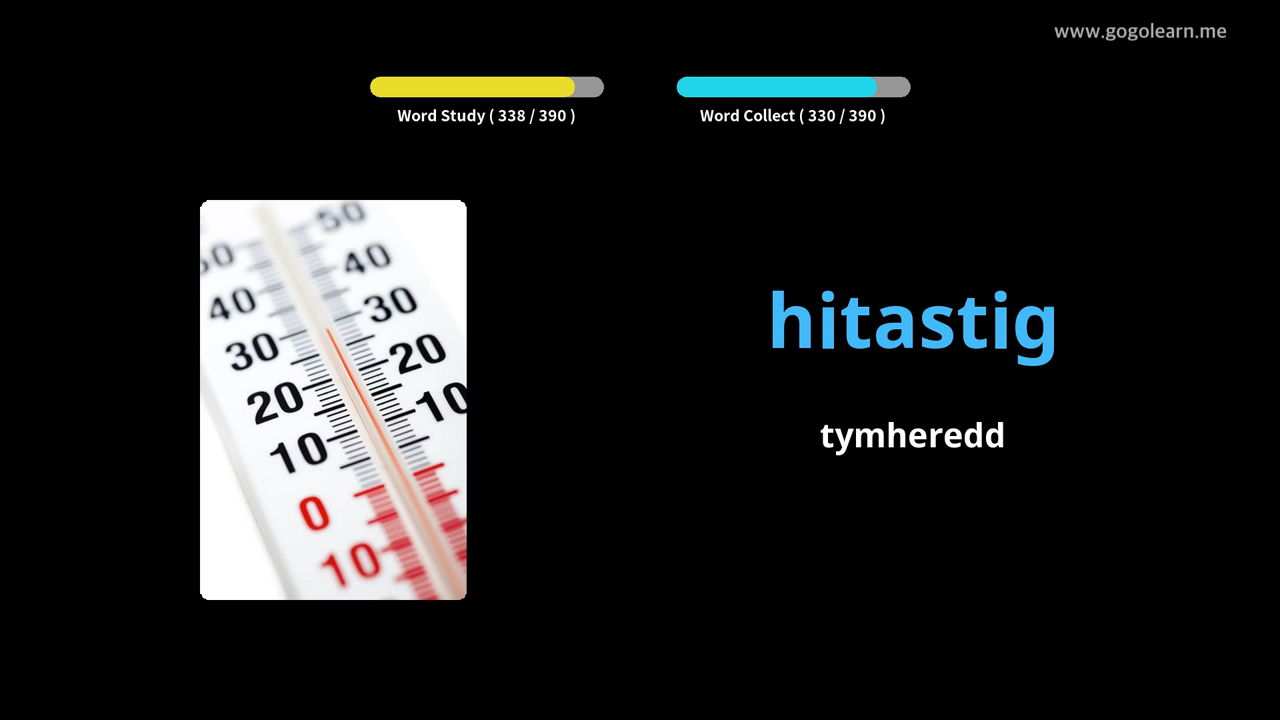 www.gogolearn.me
Word Study ( 338 / 390 )
Word Collect ( 330 / 390 )
hitastig
tymheredd
50
50
40
40
30
30
20
20
10
10
0
10